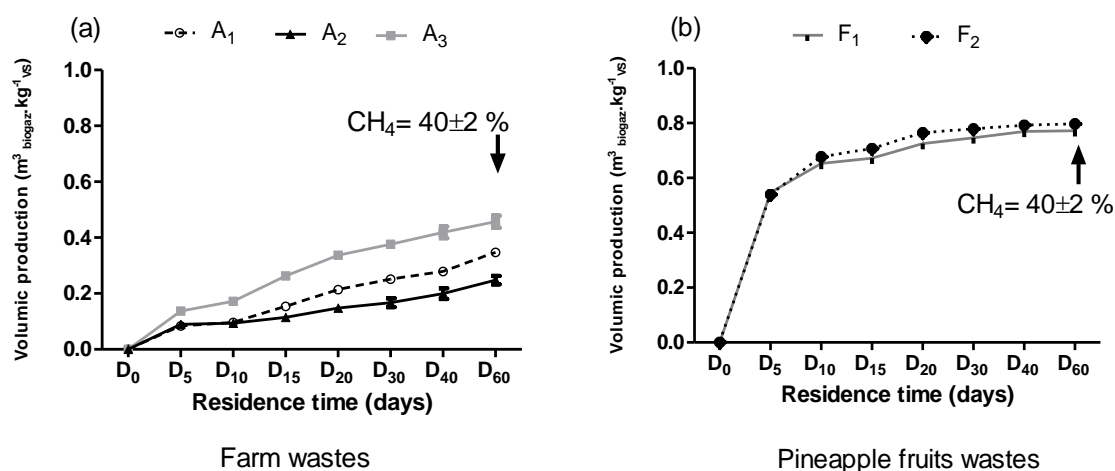 (a)
A1 A2 A3
1.0
0.8
0.6
0.4
0.2
0.0
Volumic production (m3 biogaz.kg-1 VS)
CH4= 40±2 %
D0 D5 D10 D15 D20 D30 D40 D60
Residence time (days)
Farm wastes
(b)
F1 F2
1.0
0.8
0.6
0.4
0.2
0.0
Volumic production (m3 biogaz.kg-1 VS)
CH4= 40±2 %
D0 D5 D10 D15 D20 D30 D40 D60
Residence time (days)
Pineapple fruits wastes